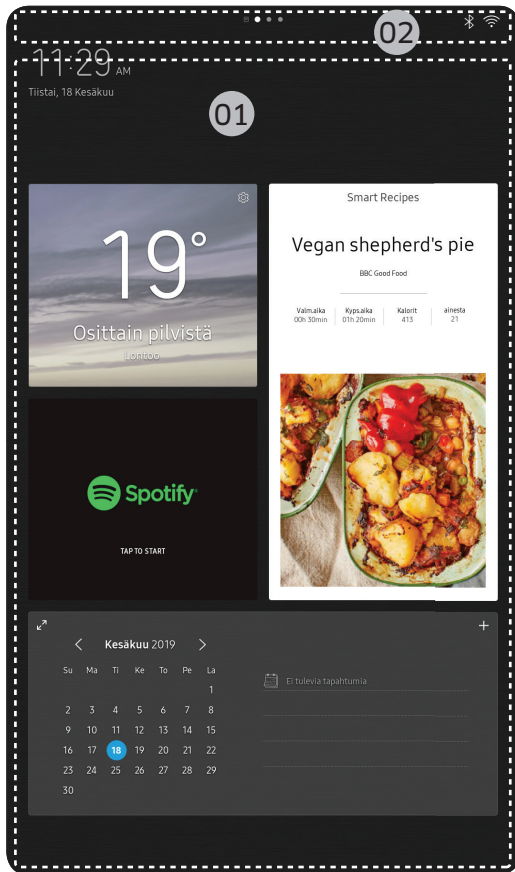 02
11:29 AM
Tiistai, 18 Kesäkuu
01
19°
Osittain pilvistä
Lontoo
Smart Recipes
Vegan shepherd's pie
BBC Good Food
Valm.aika Kyps.aika Kalorit ainesta
00h 30min 01h 20min 413 21
Spotify
TAP TO START
Kesäkuu 2019
Su Ma Ti Ke To Pe La
1
2 3 4 5 6 7 8
9 10 11 12 13 14 15
16 17 18 19 20 21 22
23 24 25 26 27 28 29
30
Ei tulevia tapahtumia